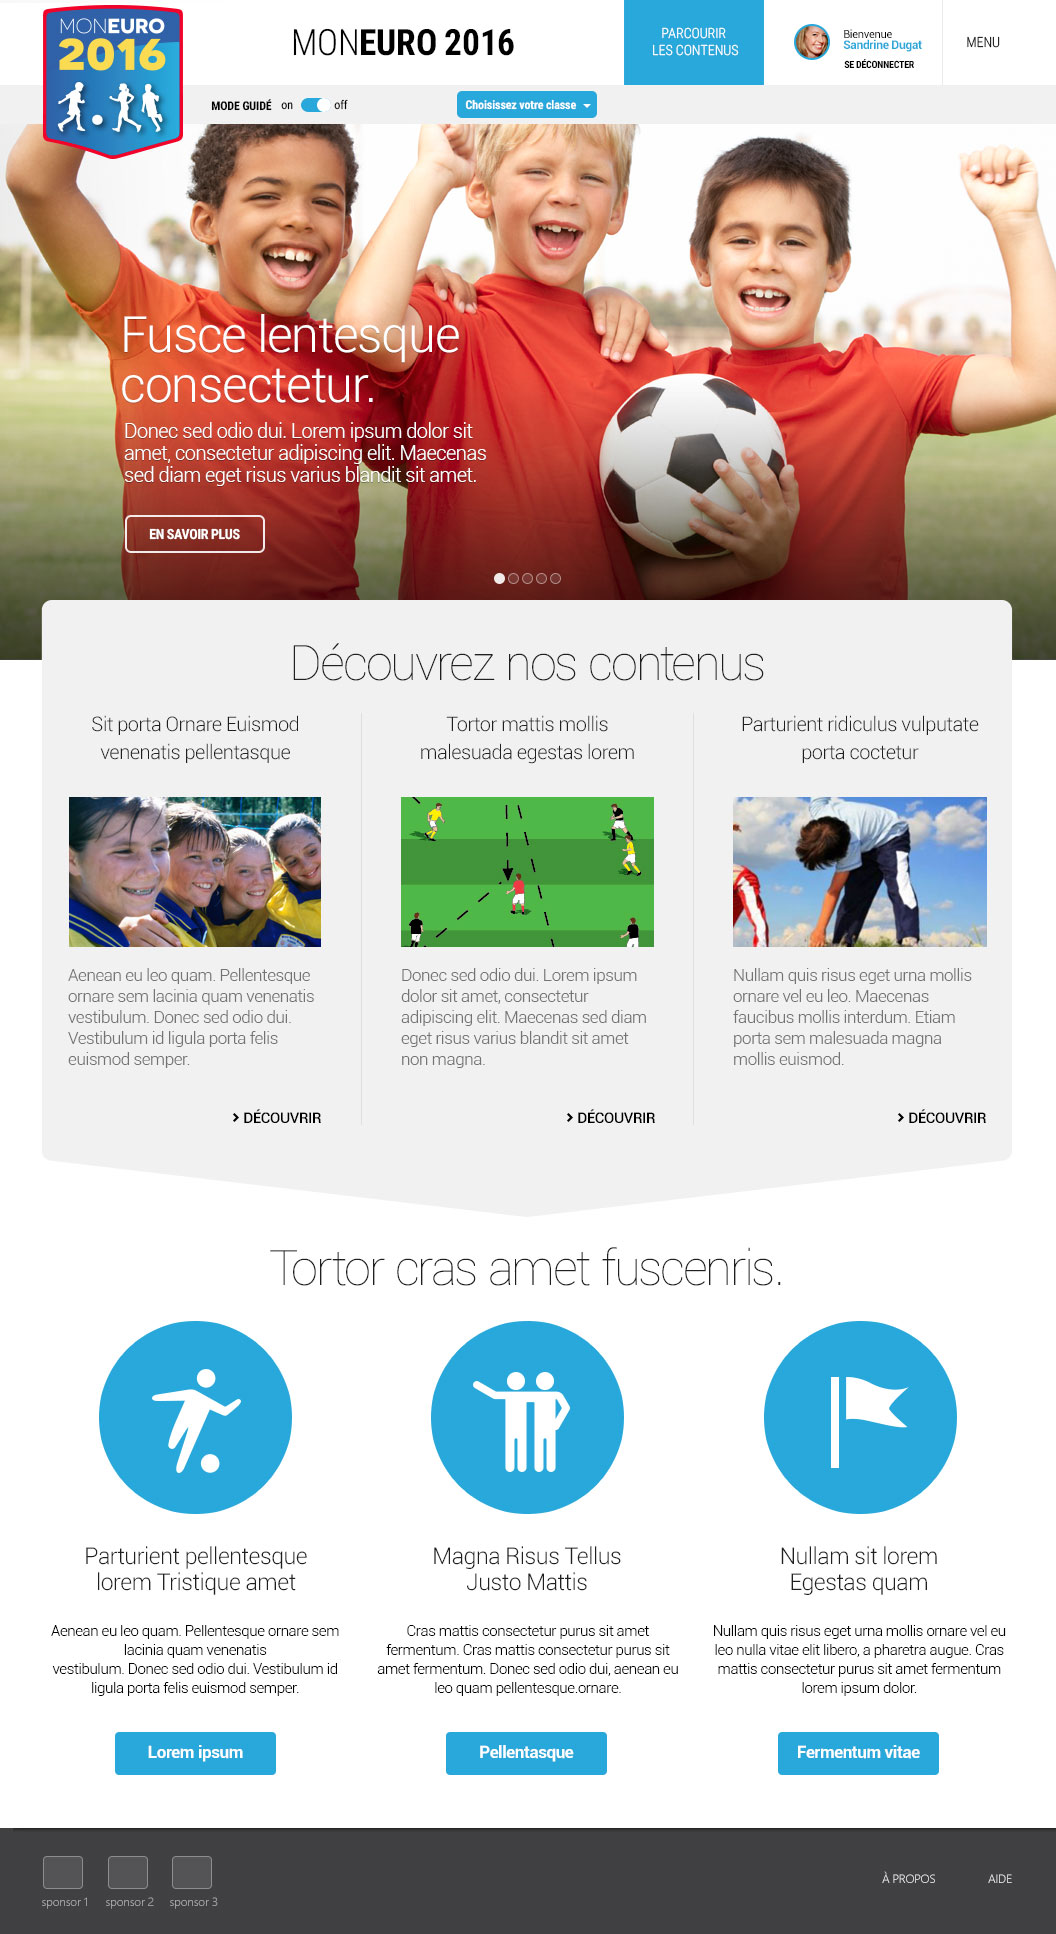 MONEURO
2016
MONEURO 2016
PARCOURIR
LES CONTENUS
Bienvenue
Sandrine Dugat
SE DÉCONNECTER
MENU
MODE GUIDÉ on off
Choisissez votre classe
Fusce lentesque
consectetur.
Donec sed odio dui. Lorem ipsum dolor sit
amet, consectetur adipiscing elit. Maecenas
sed diam eget risus varius blandit sit amet.
EN SAVOIR PLUS
Découvrez nos contenus
Sit porta Ornare Euismod
venenatis pellentasque
Aenean eu leo quam. Pellentesque
ornare sem lacinia quam venenatis
vestibulum. Donec sed odio dui.
Vestibulum id ligula porta felis
euismod semper.
> DÉCOUVRIR
Tortor mattis mollis
malesuada egestas lorem
Donec sed odio dui. Lorem ipsum
dolor sit amet, consectetur
adipiscing elit. Maecenas sed diam
eget risus varius blandit sit amet
non magna.
> DÉCOUVRIR
Parturient ridiculus vulputate
porta coctetur
Nullam quis risus eget urna mollis
ornare vel eu leo. Maecenas
faucibus mollis interdum. Etiam
porta sem malesuada magna
mollis euismod.
> DÉCOUVRIR
Tortor cras amet fuscenris.
Parturient pellentesque
lorem Tristique amet
Aenean eu leo quam. Pellentesque ornare sem
lacinia quam venenatis
vestibulum. Donec sed odio dui. Vestibulum id
ligula porta felis euismod semper.
Lorem ipsum
Magna Risus Tellus
Justo Mattis
Cras mattis consectetur purus sit amet
fermentum. Cras mattis consectetur purus sit
amet fermentum. Donec sed odio dui, aenean eu
leo quam pellentesque.ornare.
Pellentasque
Nullam sit lorem
Egestas quam
Nullam quis risus eget urna mollis ornare vel eu
leo nulla vitae elit libero, a pharetra augue. Cras
mattis consectetur purus sit amet fermentum
lorem ipsum dolor.
Fermentum vitae
sponsor 1
sponsor 2
sponsor 3
À PROPOS
AIDE